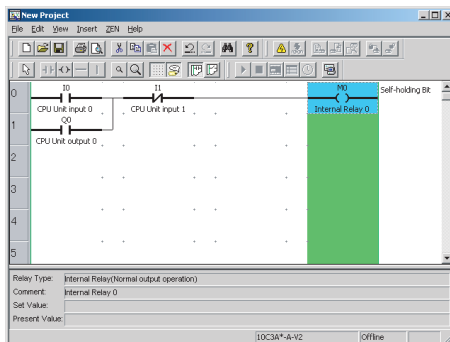 New Project
File Edit View Insert ZEN Help
0 I0 I1 M0 Self-holding Bit
CPU Unit input 0 CPU Unit input 1 Internal Relay 0
1 Q0
CPU Unit output 0
2
3
4
5
Relay Type: Internal Relay(Normal output operation)
Comment: Internal Relay 0
Set Value:
Present Value:
10C3A*-A-V2 Offline